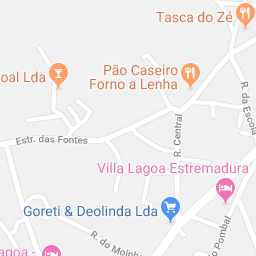 Tasca do Zé
Pão Caseiro
Forno a Lenha
oal Lda
R. da Escola
Estr. das Fontes
R. Central
Villa Lagoa Estremadura
Goreti & Deolinda Lda
R. do Moinho
o Pombal
agoa -